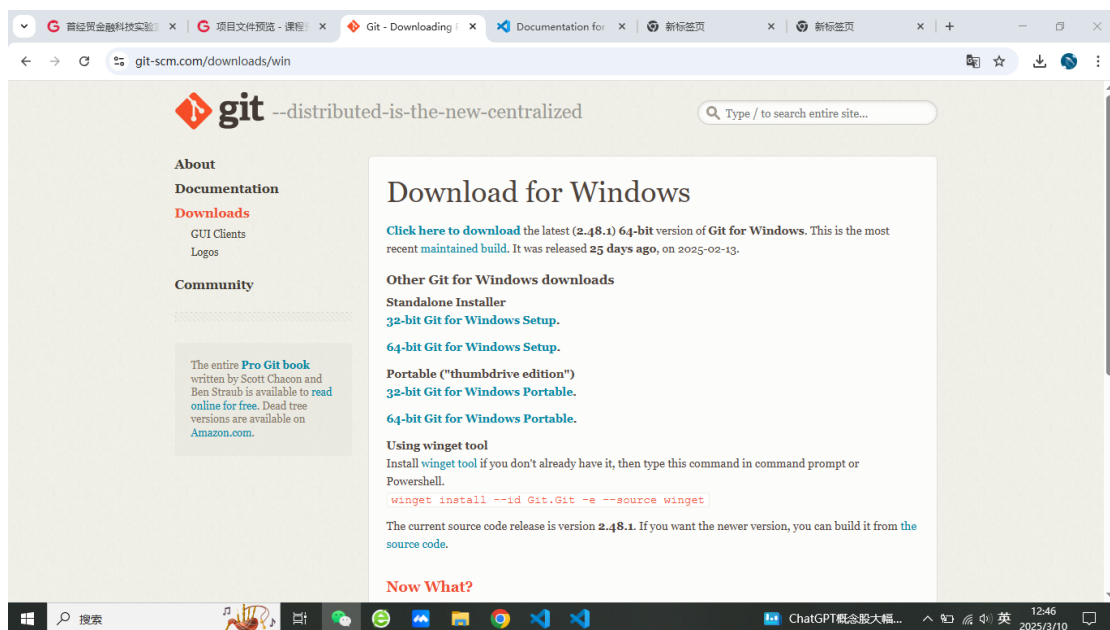 首经贸金融科技实验
项目文件预览 - 课程
Git - Downloading
Documentation for
新标签页
新标签页
git-scm.com/downloads/win
git --distributed-is-the-new-centralized
Type / to search entire site...
About
Documentation
Downloads
GUI Clients
Logos
Community
The entire Pro Git book
written by Scott Chacon and
Ben Straub is available to read
online for free. Dead tree
versions are available on
Amazon.com.
Download for Windows
Click here to download the latest (2.48.1) 64-bit version of Git for Windows. This is the most
recent maintained build. It was released 25 days ago, on 2025-02-13.
Other Git for Windows downloads
Standalone Installer
32-bit Git for Windows Setup.
64-bit Git for Windows Setup.
Portable ("thumbdrive edition")
32-bit Git for Windows Portable.
64-bit Git for Windows Portable.
Using winget tool
Install winget tool if you don't already have it, then type this command in command prompt or
Powershell.
winget install --id Git.Git -e --source winget
The current source code release is version 2.48.1. If you want the newer version, you can build it from the
source code.
Now What?
搜索
ChatGPT概念股大幅...
英
12:46
2025/3/10